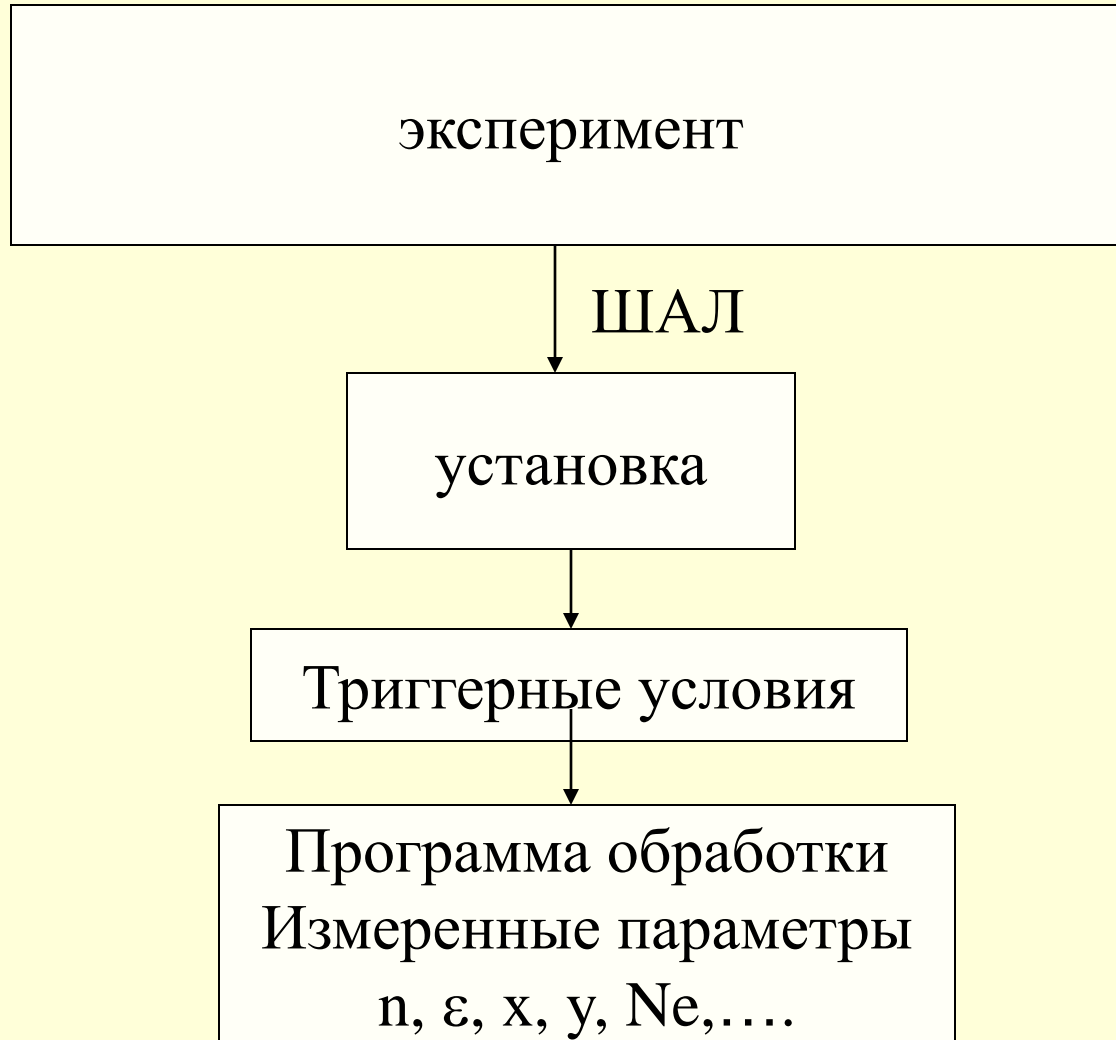 эксперимент
ШАЛ
установка
Триггерные условия
Программа обработки
Измеренные параметры
n, ε, x, y, Ne,….